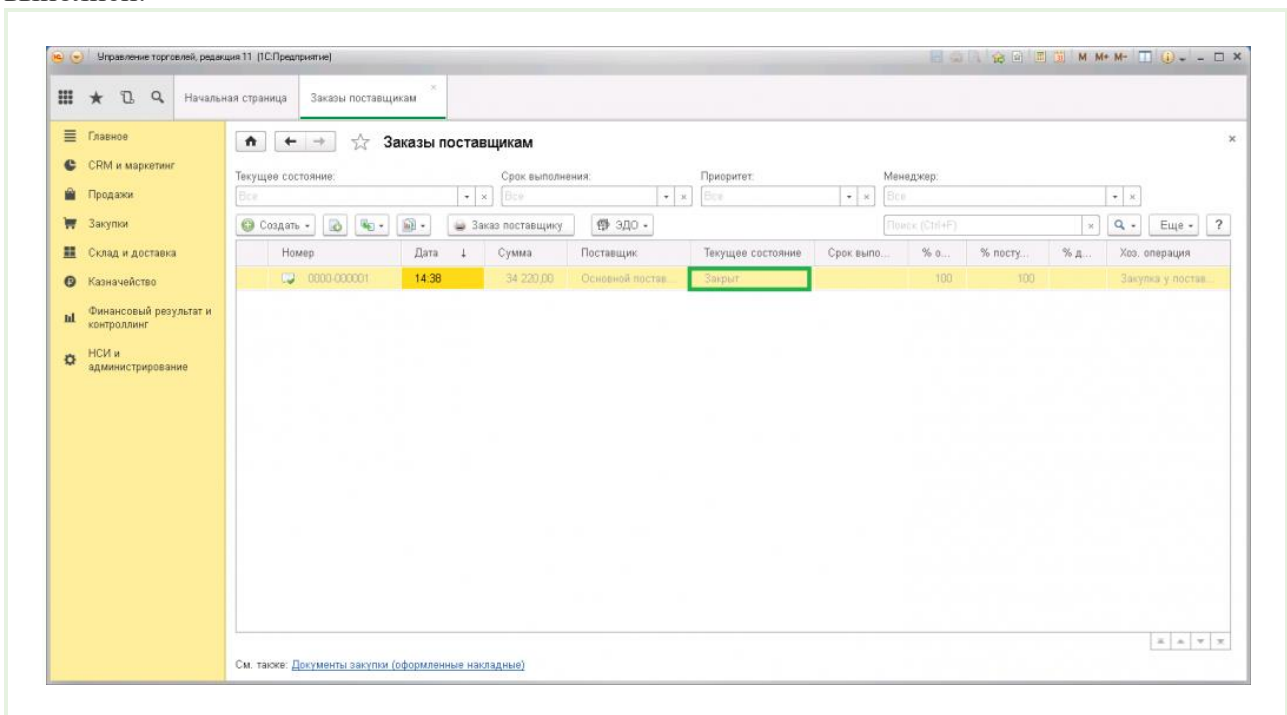 Управление торговлей, редакция 11 (1С:Предприятие)
M M+ M-
Начальная страница
Заказы поставщикам
Главное
CRM и маркетинг
Продажи
Закупки
Склад и доставка
Казначейство
Финансовый результат и
контроллинг
НСИ и
администрирование
Заказы поставщикам
Текущее состояние: Срок выполнения: Приоритет: Менеджер:
Все Все Все Все
Создать Заказ поставщику ЭДО Поиск (Ctrl+F) Еще ?
Номер Дата ↓ Сумма Поставщик Текущее состояние Срок выпо... % о... % посту... % д... Хоз. операция
0000-000001 14:38 34 220,00 Основной постав... Закрыт 100 100 Закупка у постав...
См. также: Документы закупки (оформленные накладные)